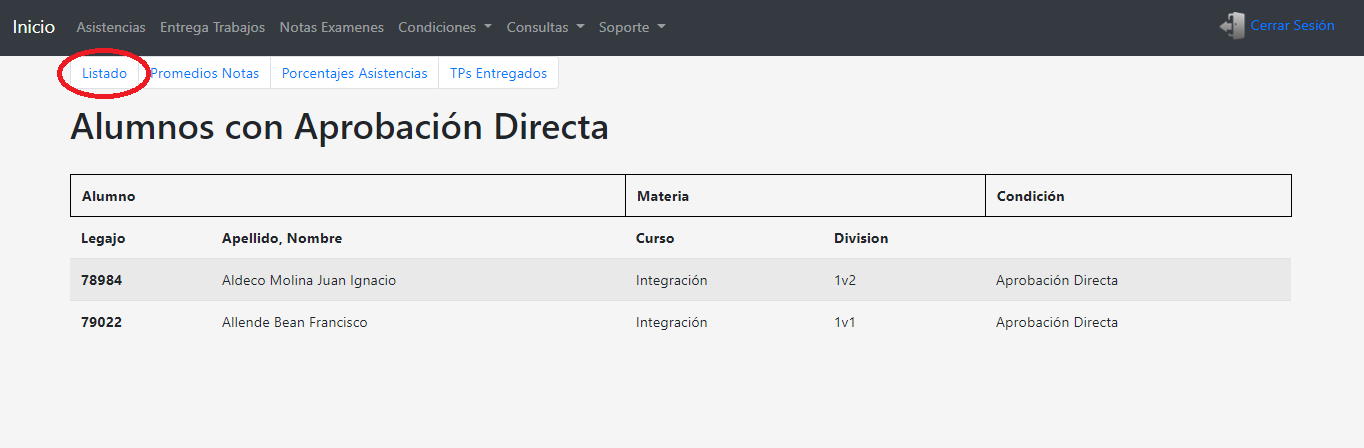 Inicio Asistencias Entrega Trabajos Notas Examenes Condiciones Consultas Soporte Cerrar Sesión
Listado Promedios Notas Porcentajes Asistencias TPs Entregados
Alumnos con Aprobación Directa
Alumno Materia Condición
Legajo Apellido, Nombre Curso Division
78984 Aldeco Molina Juan Ignacio Integración 1v2 Aprobación Directa
79022 Allende Bean Francisco Integración 1v1 Aprobación Directa